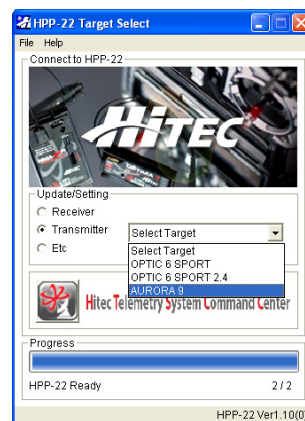 HPP-22 Target Select
File Help
Connect to HPP-22
HiTEC
Update/Setting
Receiver
Transmitter
Select Target
Etc
Select Target
OPTIC 6 SPORT
OPTIC 6 SPORT 2.4
AURORA 9
Hitec Telemetry System Command Center
Progress
HPP-22 Ready 2 / 2
HPP-22 Ver1.10(0)